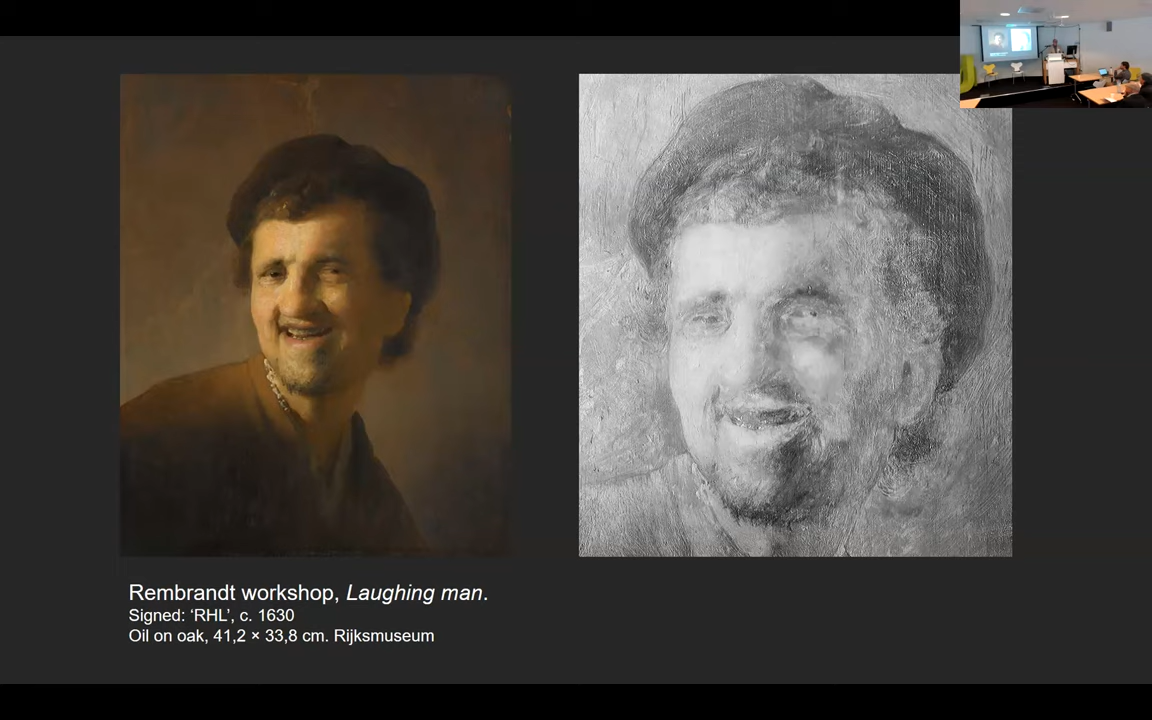 Rembrandt workshop, Laughing man.
Signed: ‘RHL’, c. 1630
Oil on oak, 41,2 × 33,8 cm. Rijksmuseum